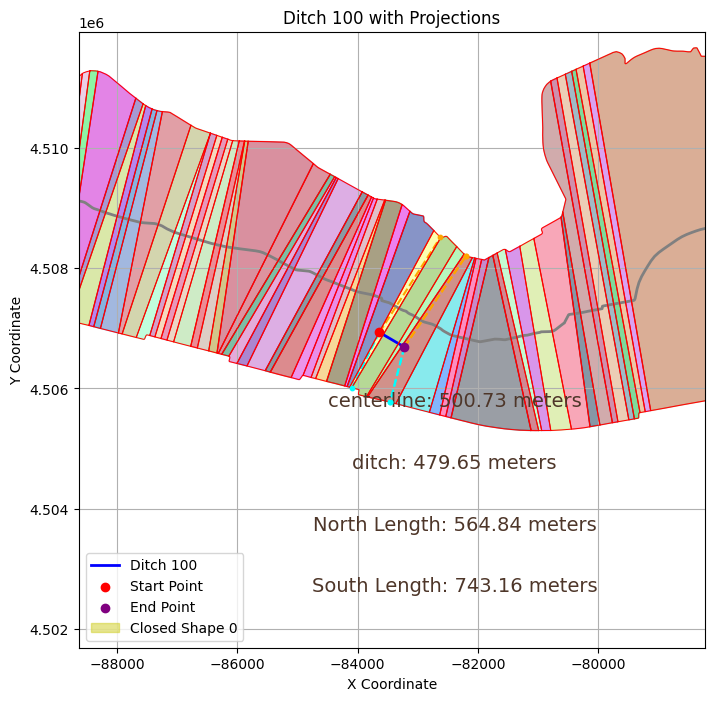 Ditch 100 with Projections
1e6
4.510
4.508
4.506
4.504
4.502
Y Coordinate
centerline: 500.73 meters
ditch: 479.65 meters
North Length: 564.84 meters
South Length: 743.16 meters
Ditch 100
Start Point
End Point
Closed Shape 0
−88000 −86000 −84000 −82000 −80000
X Coordinate